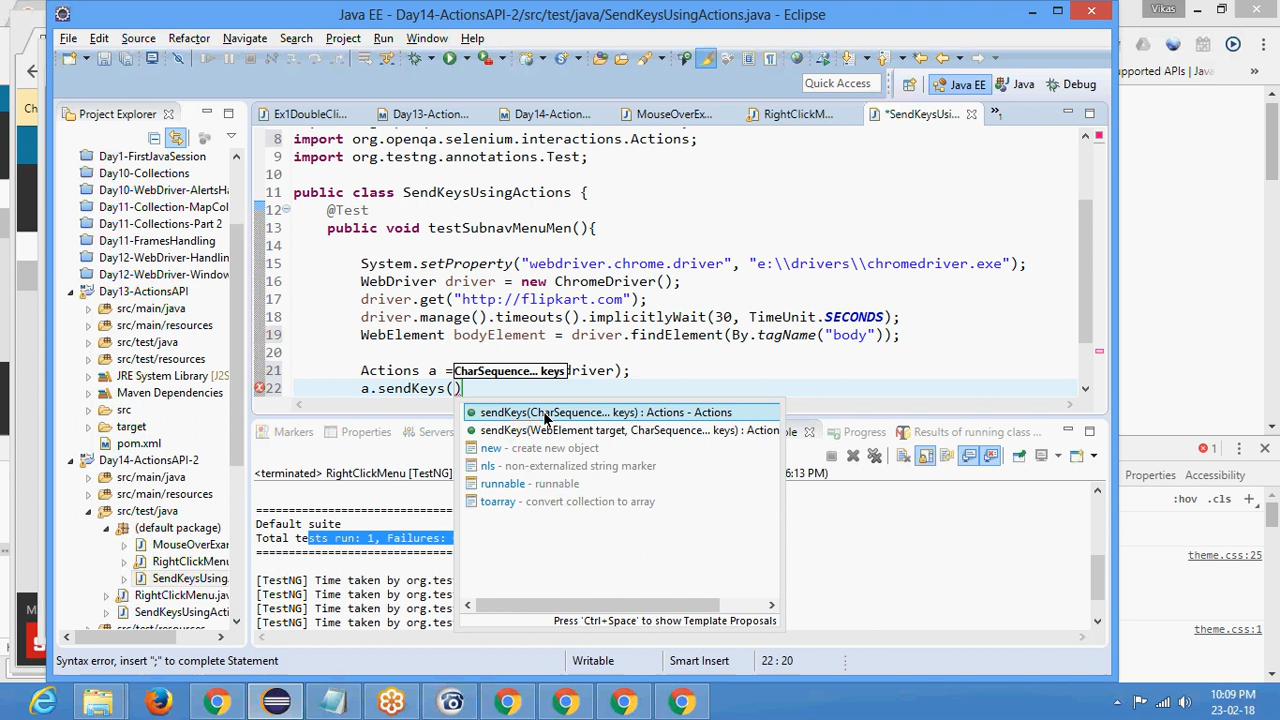 Java EE - Day14-ActionsAPI-2/src/test/java/SendKeysUsingActions.java - Eclipse
Vikas
File Edit Source Refactor Navigate Search Project Run Window Help
Quick Access
Java EE
Java
Debug
upported APIs | Java
Project Explorer
Ex1DoubleCli...
Day13-Action...
Day14-Action...
MouseOverEx...
RightClickM...
*SendKeysUsi...
Day1-FirstJavaSession
Day10-Collections
Day10-WebDriver-AlertsHa
Day11-Collection-MapCol
Day11-Collections-Part 2
Day11-FramesHandling
Day12-WebDriver-Handlin
Day12-WebDriver-Window
Day13-ActionsAPI
src/main/java
src/main/resources
src/test/java
src/test/resources
JRE System Library [J
Maven Dependencies
src
target
pom.xml
Day14-ActionsAPI-2
src/main/java
src/main/resources
src/test/java
(default package)
MouseOverExar
RightClickMenu
SendKeysUsing.
RightClickMenu.java
SendKeysUsingActi
8 import org.openqa.selenium.interactions.Actions;
9 import org.testng.annotations.Test;
10
11 public class SendKeysUsingActions {
12 @Test
13 public void testSubnavMenuMen(){
14
15 System.setProperty("webdriver.chrome.driver", "e:\\drivers\\chromedriver.exe");
16 WebDriver driver = new ChromeDriver();
17 driver.get("http://flipkart.com");
18 driver.manage().timeouts().implicitlyWait(30, TimeUnit.SECONDS);
19 WebElement bodyElement = driver.findElement(By.tagName("body"));
20
21 Actions a = driver);
CharSequence... keys
22 a.sendKeys()
sendKeys(CharSequence... keys) : Actions - Actions
sendKeys(WebElement target, CharSequence... keys) : Action
new - create new object
nls - non-externalized string marker
runnable - runnable
toarray - convert collection to array
Press 'Ctrl+Space' to show Template Proposals
Markers
Properties
Servers
Progress
Results of running class ...
<terminated> RightClickMenu [TestNG]
6:13 PM)
Default suite
Total tests run: 1, Failures:
[TestNG] Time taken by org.tes
[TestNG] Time taken by org.tes
[TestNG] Time taken by org.tes
[TestNG] Time taken by org.tes
1
Properties Accessibility
:hov .cls
theme.css:25
theme.css:1
Syntax error, insert ";" to complete Statement
Writable
Smart Insert
22 : 20
10:09 PM
23-02-18